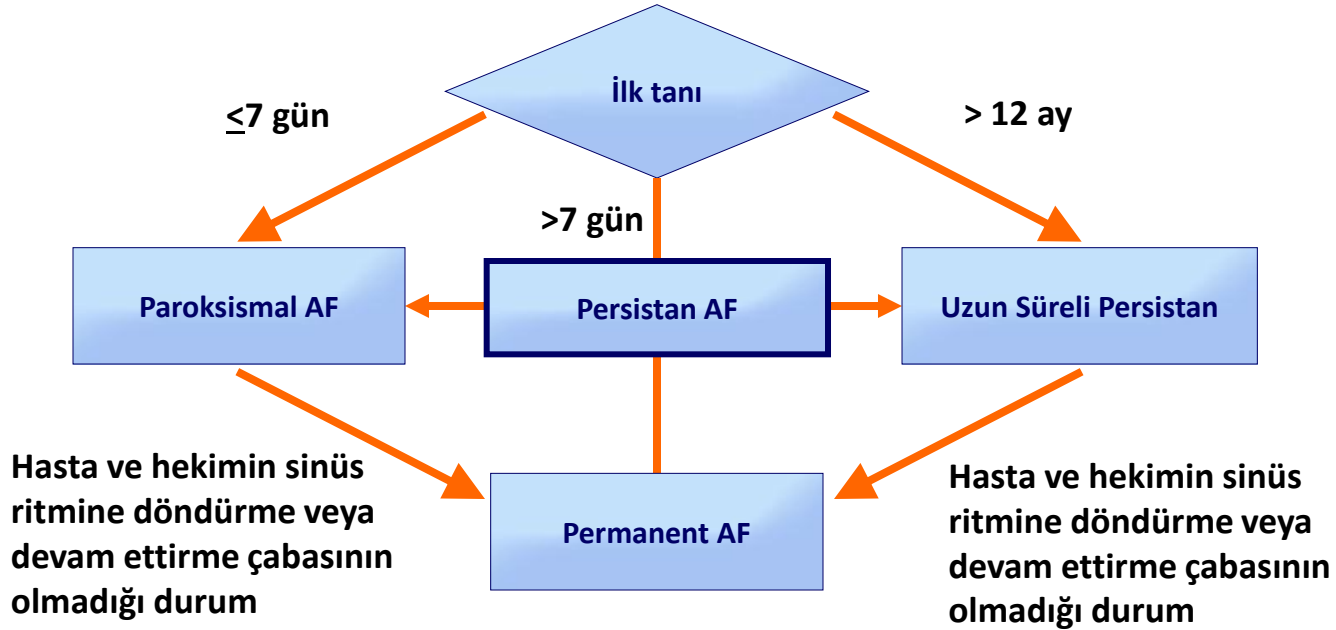 İlk tanı
<7 gün
> 12 ay
>7 gün
Paroksismal AF
Persistan AF
Uzun Süreli Persistan
Hasta ve hekimin sinüs
ritmine döndürme veya
devam ettirme çabasının
olmadığı durum
Permanent AF
Hasta ve hekimin sinüs
ritmine döndürme veya
devam ettirme çabasının
olmadığı durum